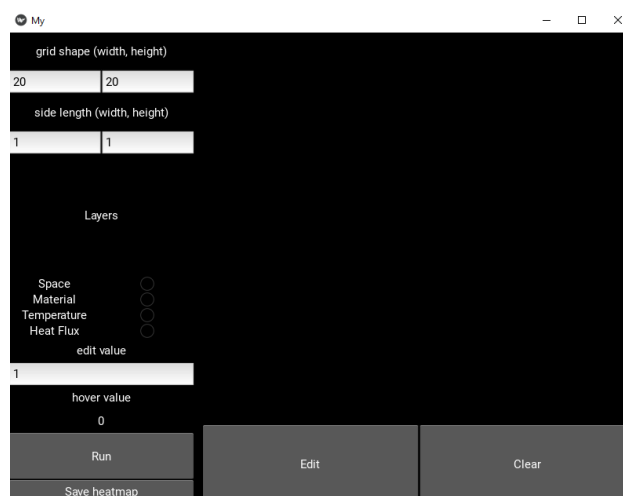 My
grid shape (width, height)
20 20
side length (width, height)
1 1
Layers
Space
Material
Temperature
Heat Flux
edit value
1
hover value
0
Run
Edit Clear
Save heatmap